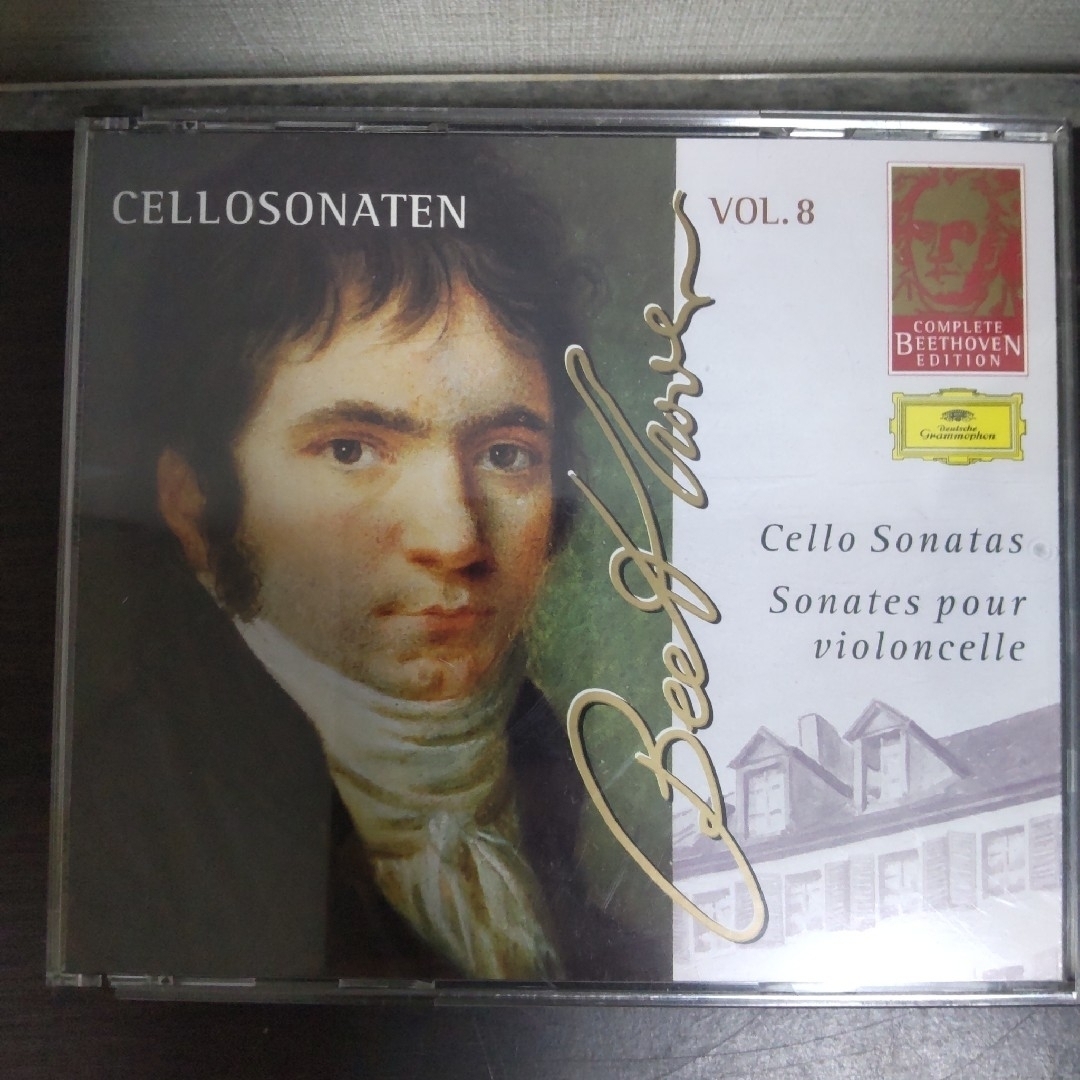 CELLOSONATEN
VOL. 8
COMPLETE
BEETHOVEN
EDITION
Deutsche
Grammophon
Cello Sonatas
Sonates pour
violoncelle
Beethoven